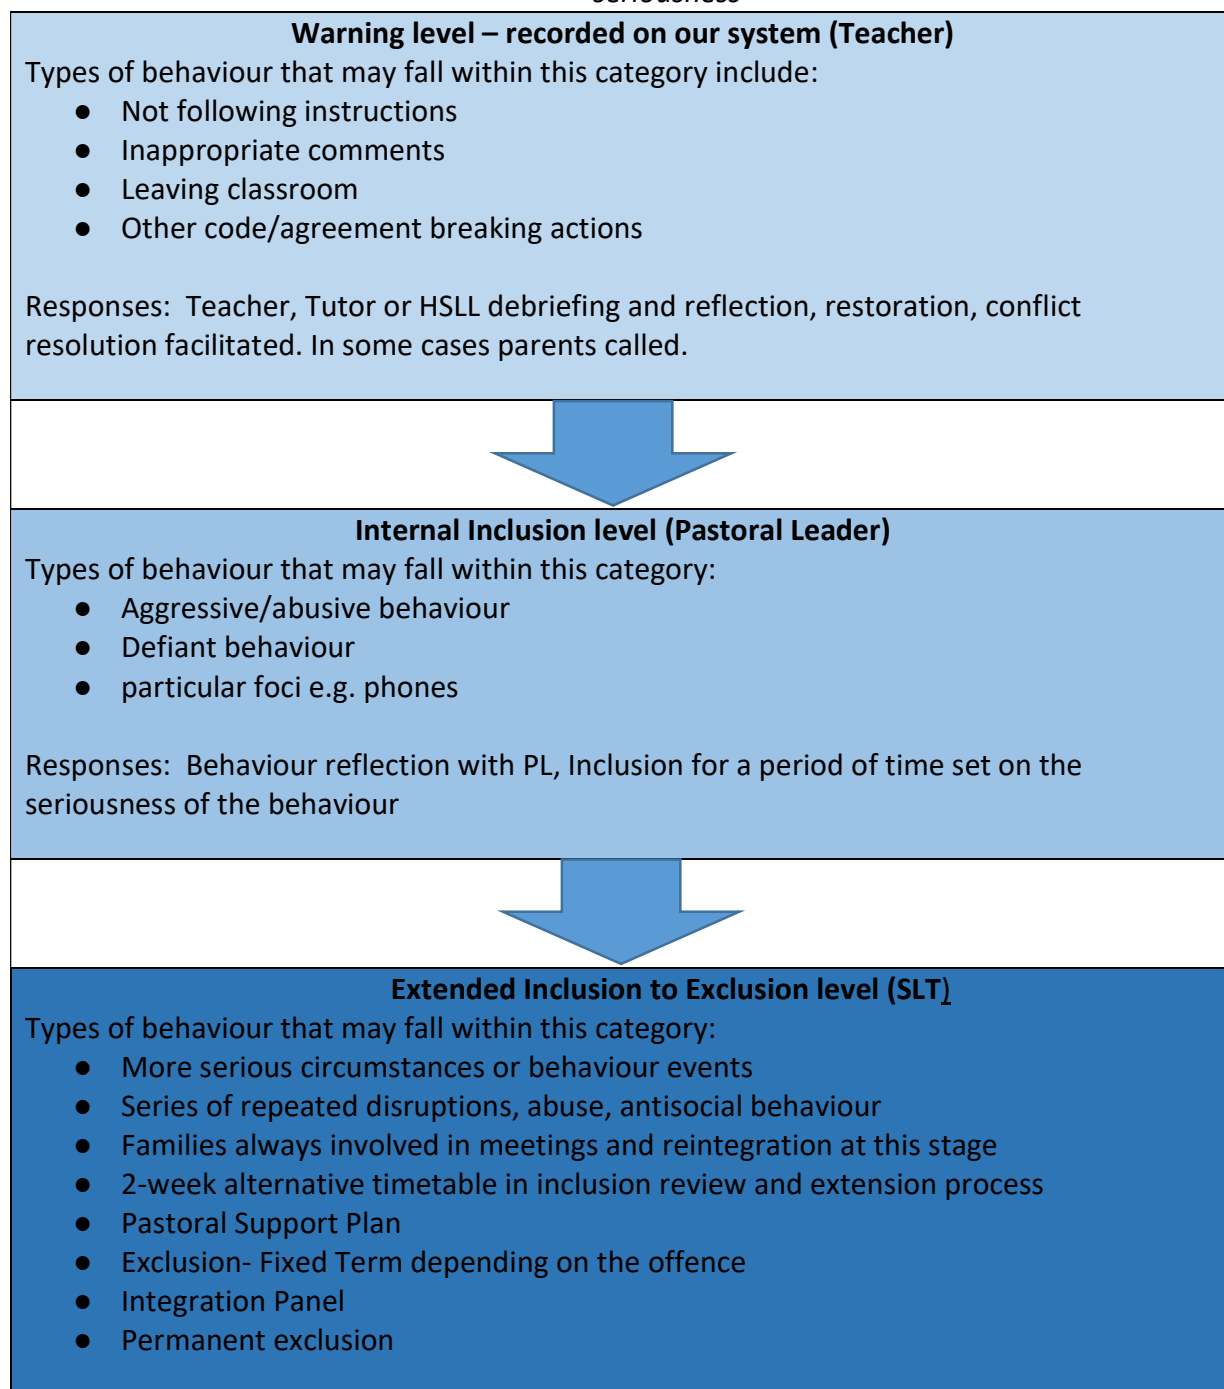 seriousness
Warning level – recorded on our system (Teacher)
Types of behaviour that may fall within this category include:
● Not following instructions
● Inappropriate comments
● Leaving classroom
● Other code/agreement breaking actions
Responses:  Teacher, Tutor or HSLL debriefing and reflection, restoration, conflict
resolution facilitated. In some cases parents called.
Internal Inclusion level (Pastoral Leader)
Types of behaviour that may fall within this category:
● Aggressive/abusive behaviour
● Defiant behaviour
● particular foci e.g. phones
Responses:  Behaviour reflection with PL, Inclusion for a period of time set on the
seriousness of the behaviour
Extended Inclusion to Exclusion level (SLT)
Types of behaviour that may fall within this category:
● More serious circumstances or behaviour events
● Series of repeated disruptions, abuse, antisocial behaviour
● Families always involved in meetings and reintegration at this stage
● 2-week alternative timetable in inclusion review and extension process
● Pastoral Support Plan
● Exclusion- Fixed Term depending on the offence
● Integration Panel
● Permanent exclusion